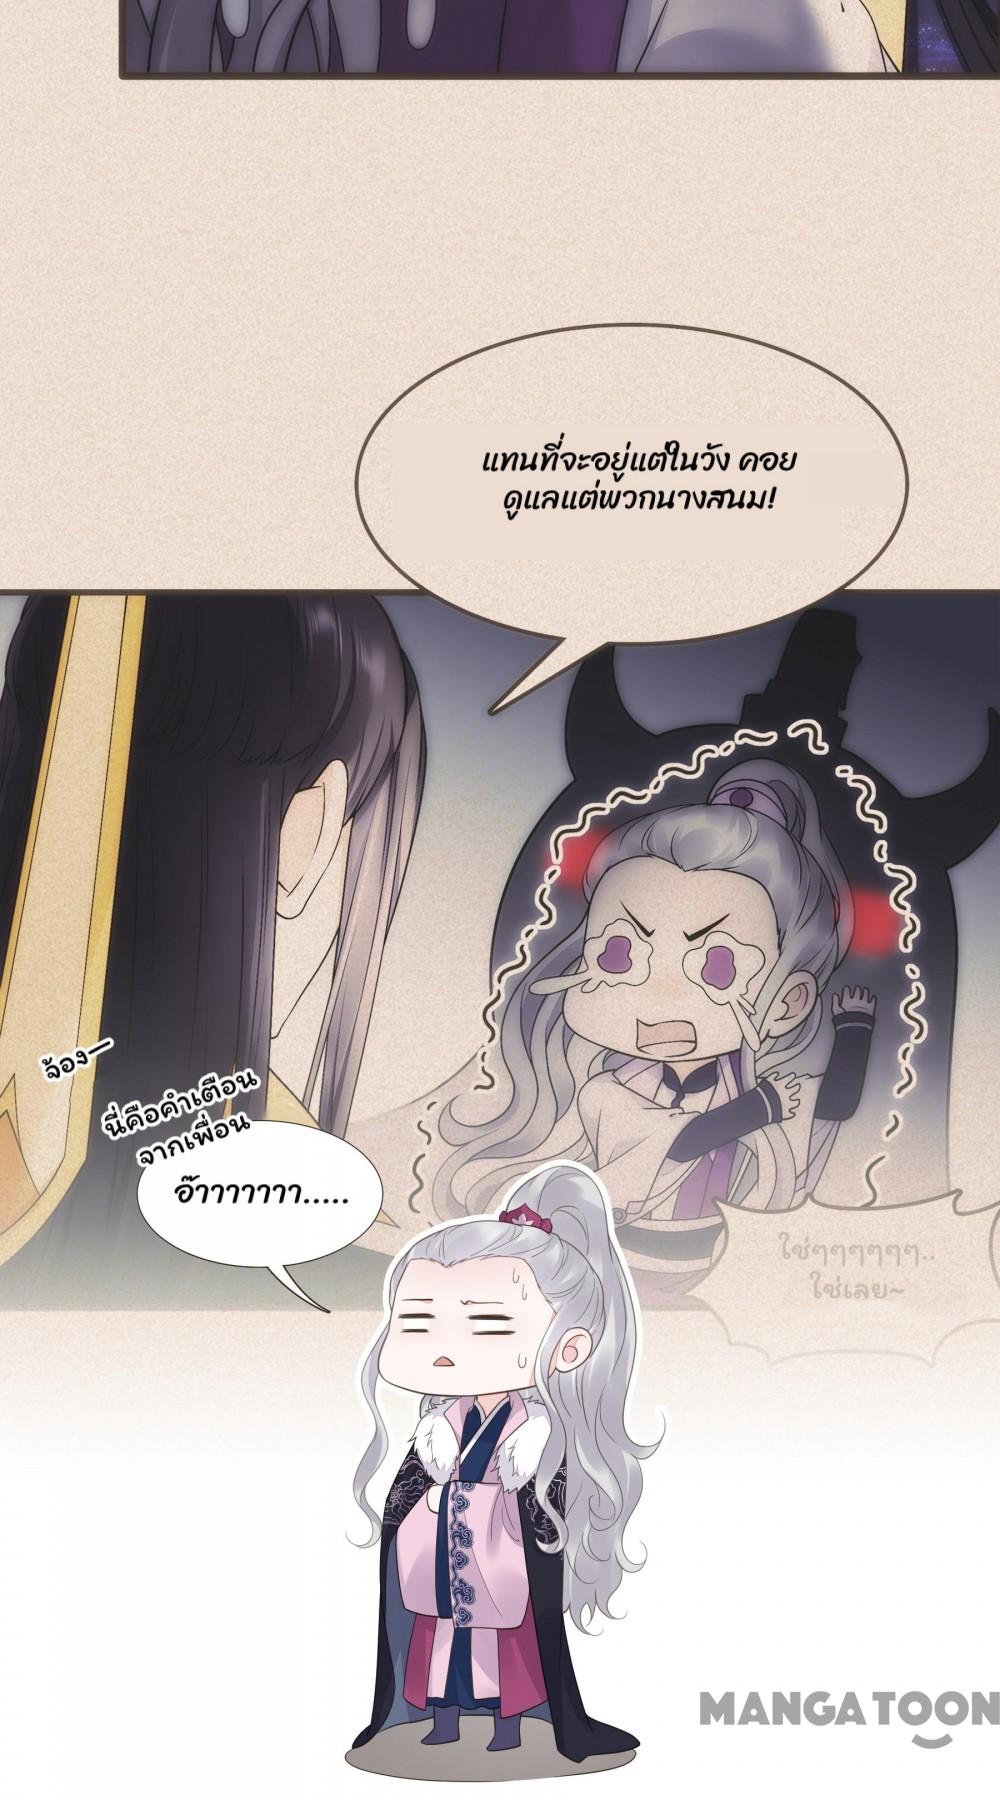 แทนที่จะอยู่แต่ในวัง คอย
ดูแลแต่พวกนางสนม!
จ้อง—
นี่คือคำเตือน
จากเพื่อน
อ๊าาาาาาา.....
ใช่ๆๆๆๆๆๆ..
ใช่เลย~
MANGATOON